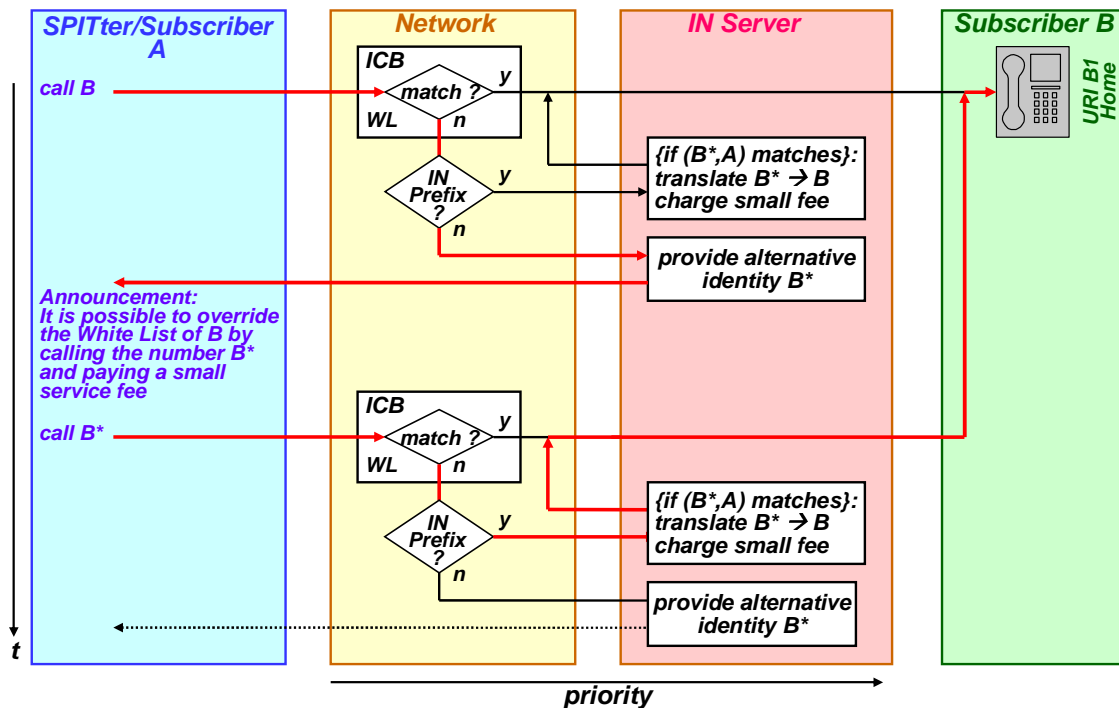 SPITter/Subscriber
A
Network
IN Server
Subscriber B
call B
ICB
match ?
y
WL
n
IN
Prefix
?
y
n
{if (B*,A) matches}:
translate B* → B
charge small fee
provide alternative
identity B*
URI B1
Home
Announcement:
It is possible to override
the White List of B by
calling the number B*
and paying a small
service fee
call B*
ICB
match ?
y
WL
n
IN
Prefix
?
y
n
{if (B*,A) matches}:
translate B* → B
charge small fee
provide alternative
identity B*
t
priority